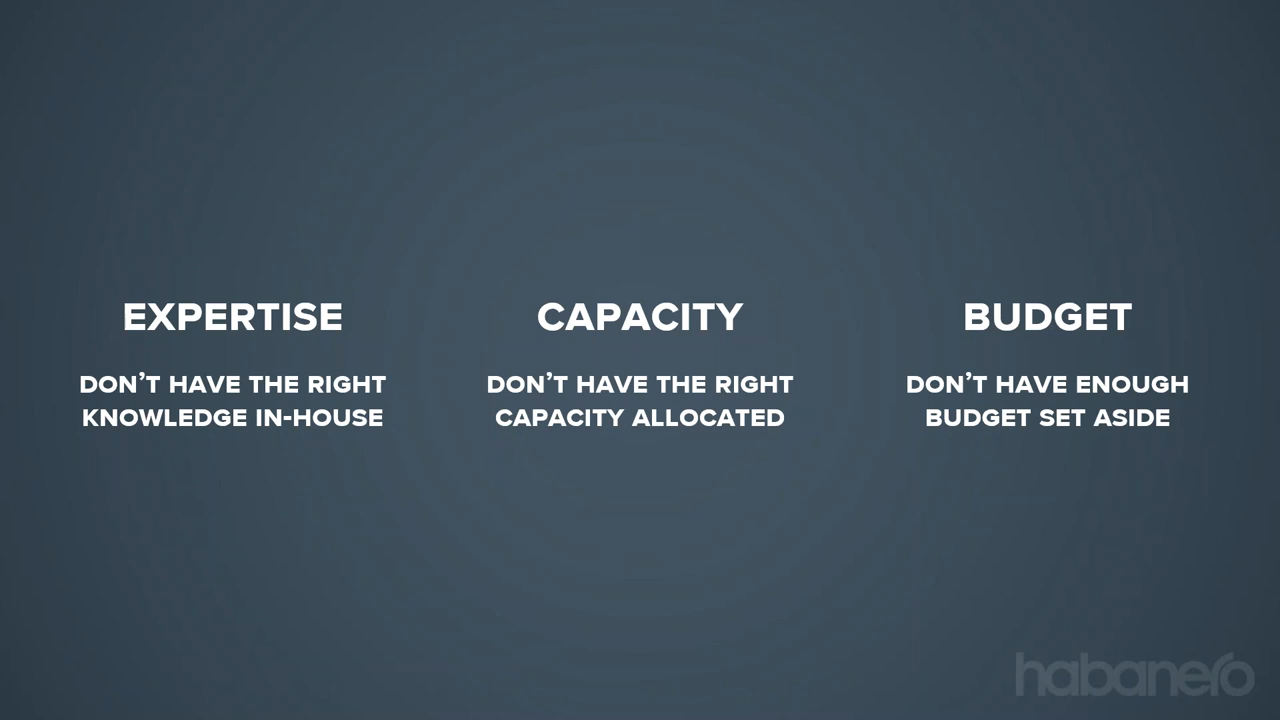 EXPERTISE
DON’T HAVE THE RIGHT
KNOWLEDGE IN-HOUSE
CAPACITY
DON’T HAVE THE RIGHT
CAPACITY ALLOCATED
BUDGET
DON’T HAVE ENOUGH
BUDGET SET ASIDE
habanero